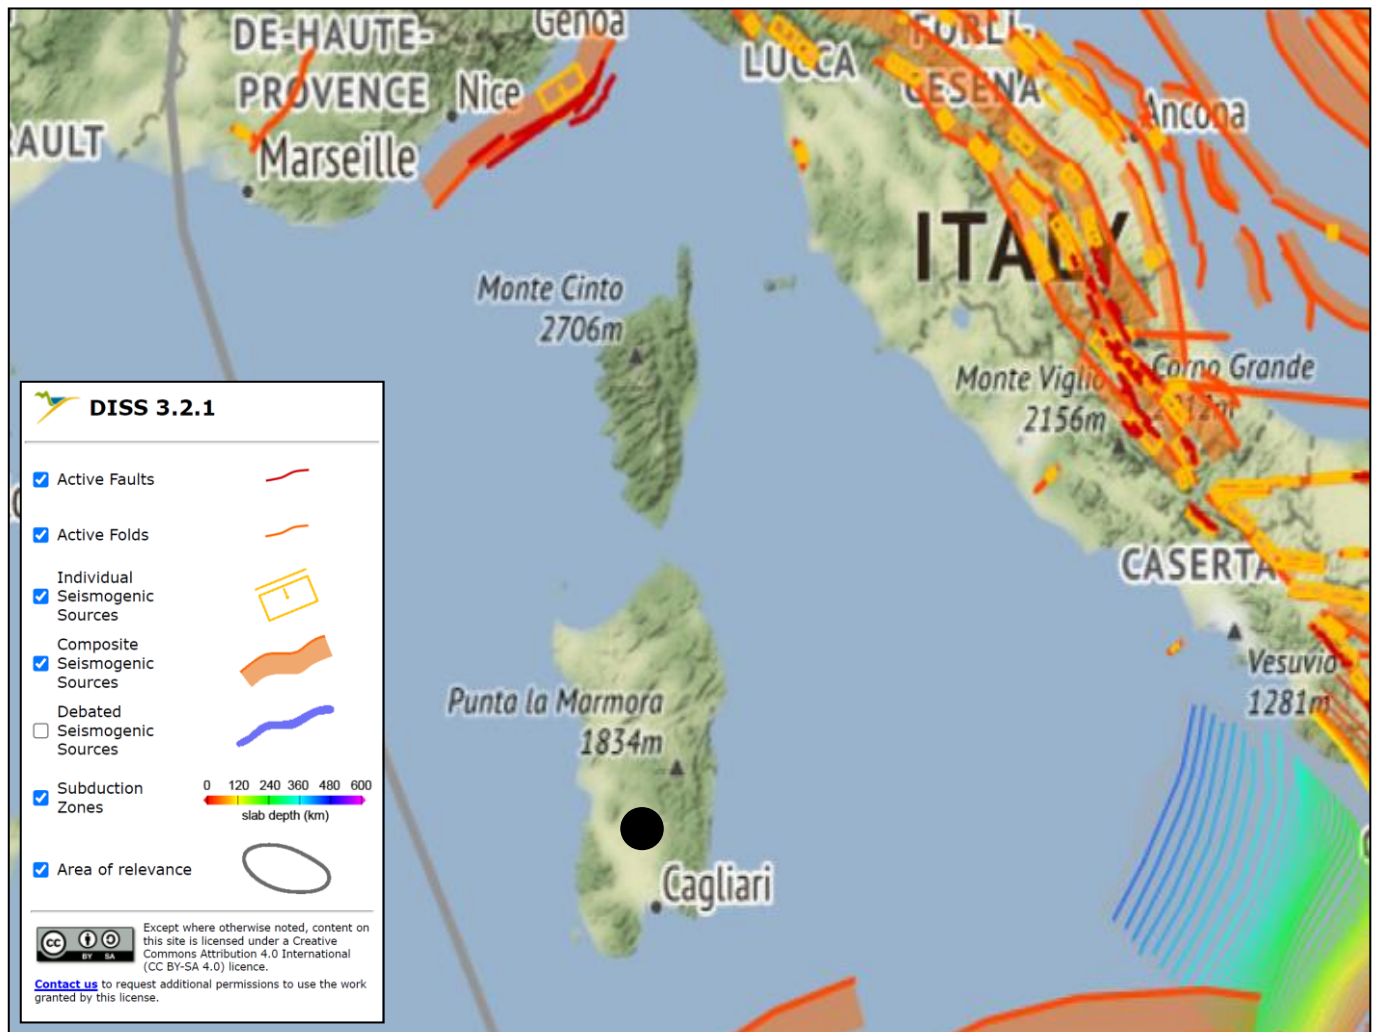 Genoa
DE-HAUTE-
PROVENCE
Nice
RAULT
Marseille
LUCCA
FORLI-
CESENA
Ancona
ITALY
Monte Cinto
2706m
Monte Viglio
2156m
Corno Grande
2912m
CASERTA
Vesuvio
1281m
Punta la Marmora
1834m
Cagliari
DISS 3.2.1
Active Faults
Active Folds
Individual
Seismogenic
Sources
Composite
Seismogenic
Sources
Debated
Seismogenic
Sources
Subduction
Zones
0 120 240 360 480 600
slab depth (km)
Area of relevance
cc BY SA
Except where otherwise noted, content on
this site is licensed under a Creative
Commons Attribution 4.0 International
(CC BY-SA 4.0) licence.
Contact us to request additional permissions to use the work
granted by this license.